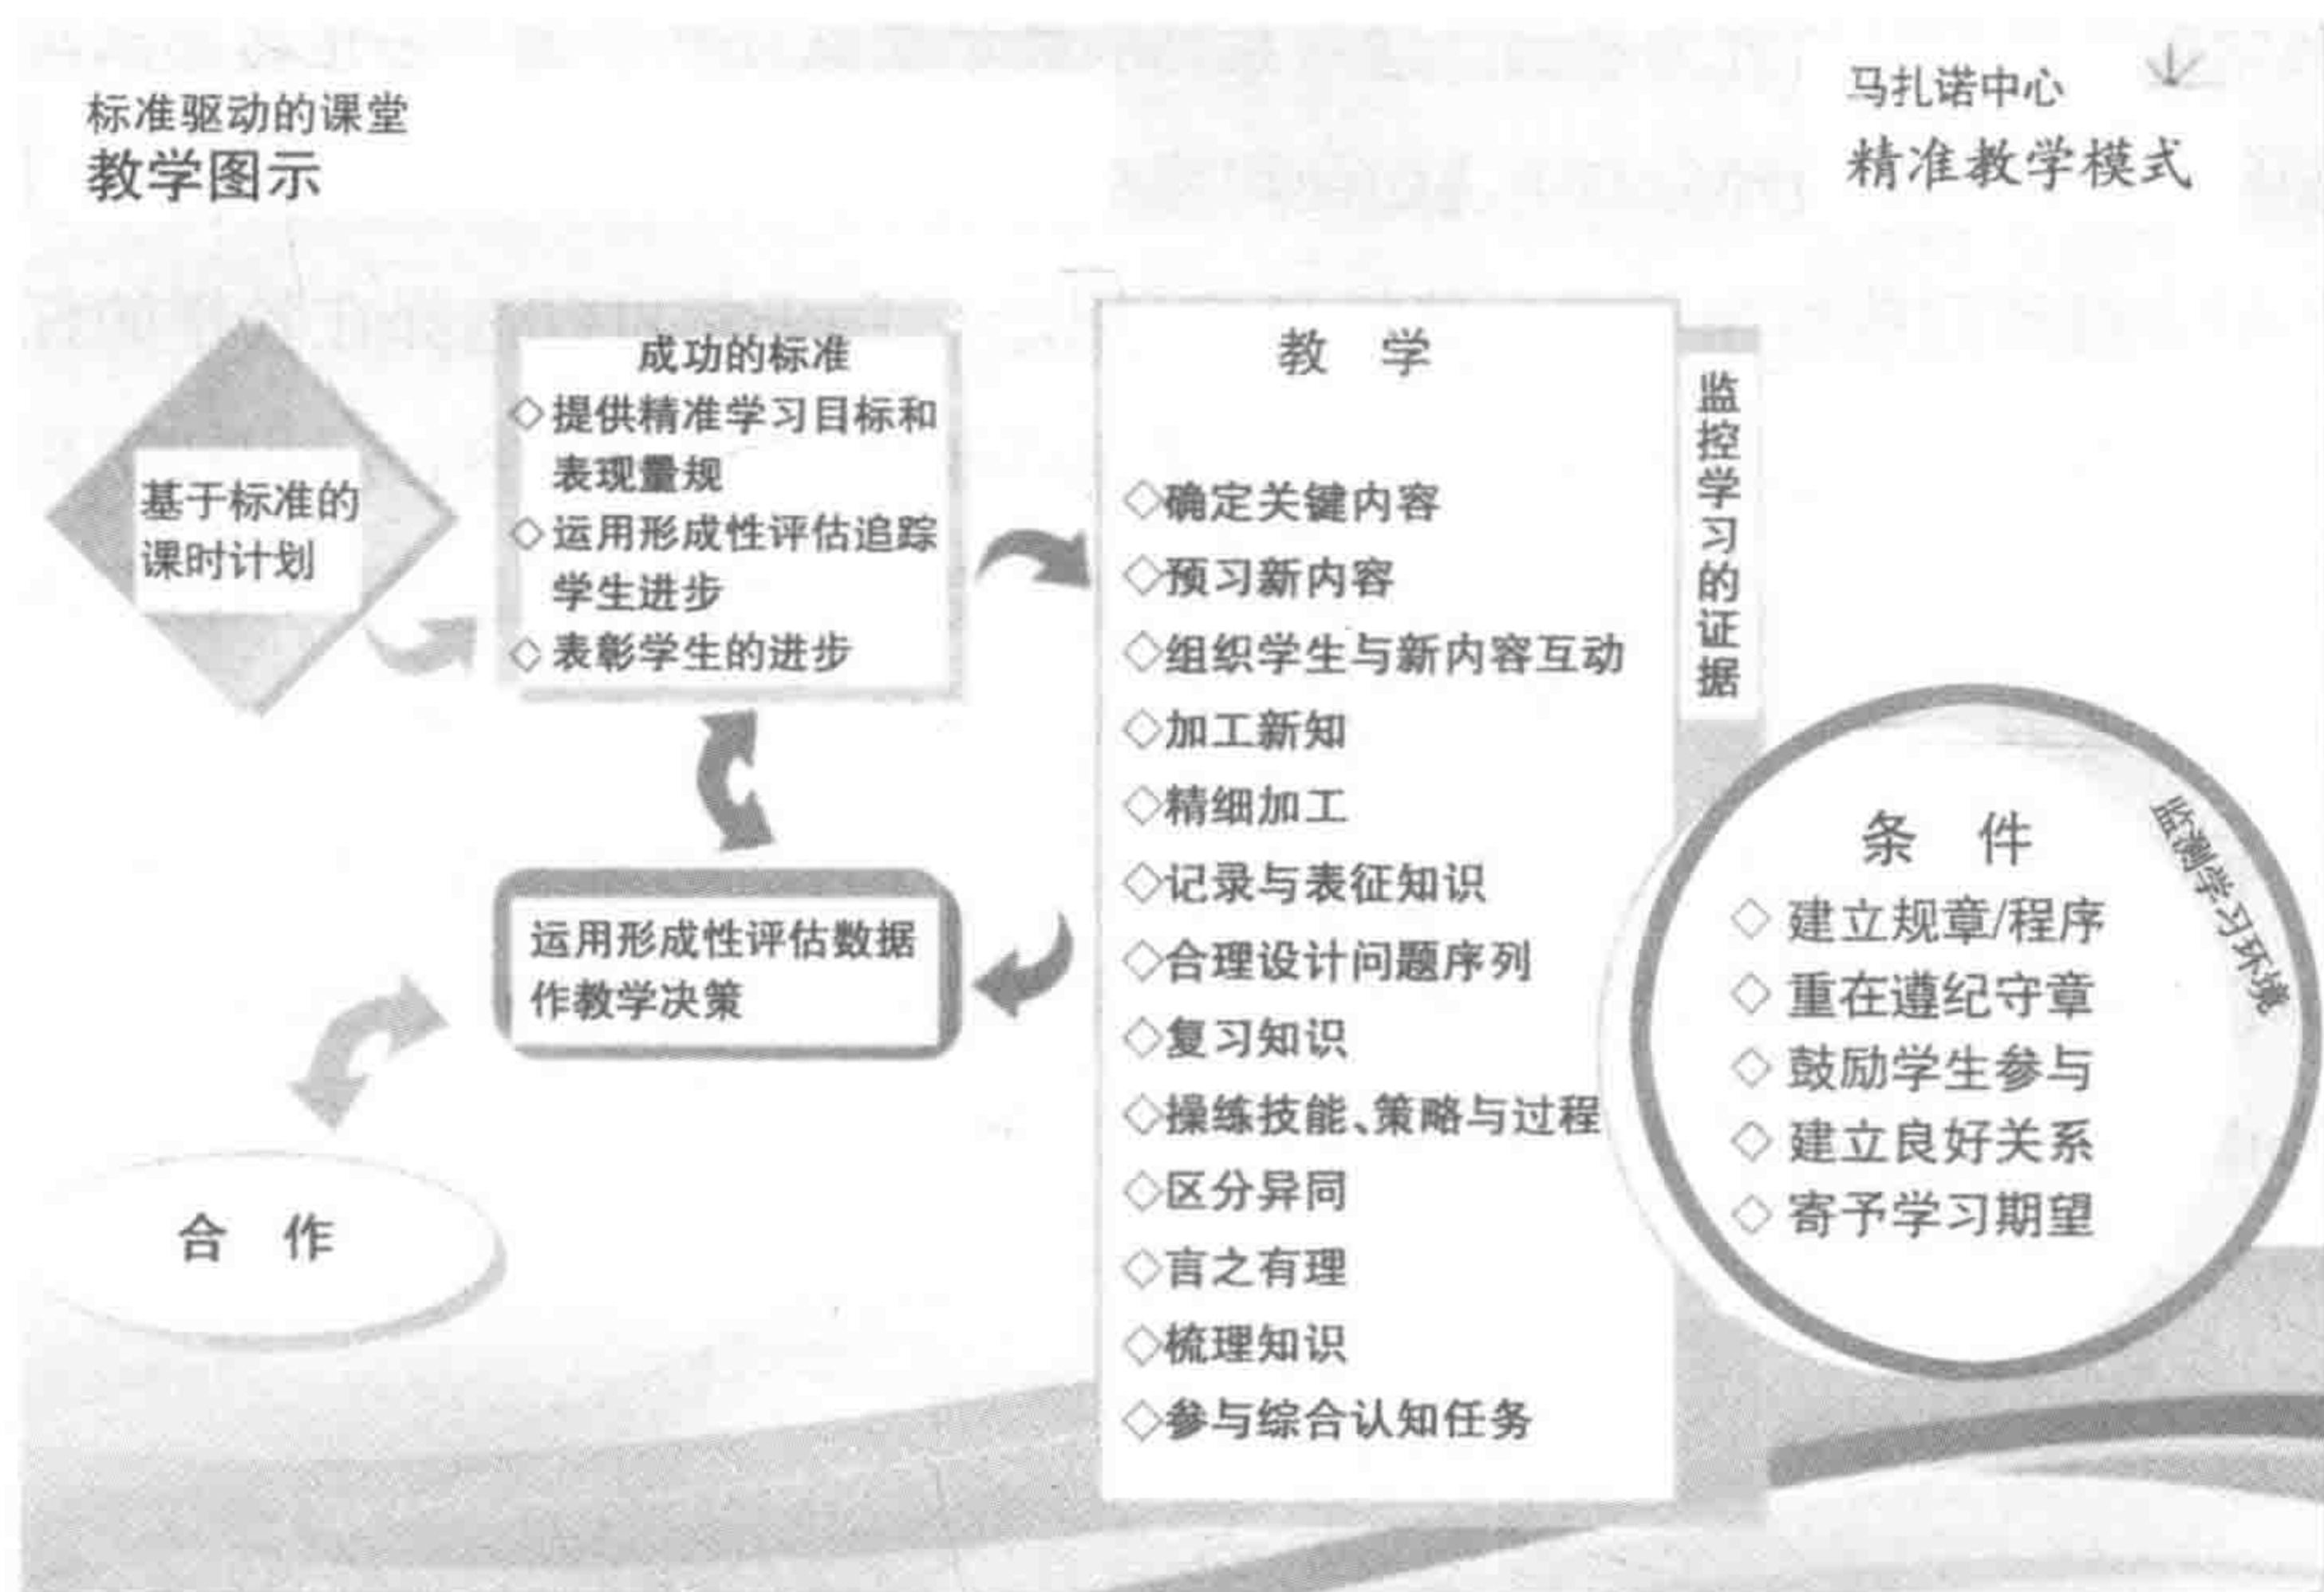 标准驱动的课堂
教学图示
马扎诺中心
精准教学模式
基于标准的
课时计划
成功的标准
◇提供精准学习目标和
表现量规
◇运用形成性评估追踪
学生进步
◇表彰学生的进步
运用形成性评估数据
作教学决策
合 作
教 学
◇确定关键内容
◇预习新内容
◇组织学生与新内容互动
◇加工新知
◇精细加工
◇记录与表征知识
◇合理设计问题序列
◇复习知识
◇操练技能、策略与过程
◇区分异同
◇言之有理
◇梳理知识
◇参与综合认知任务
监控学习的证据
条 件
◇建立规章/程序
◇重在遵纪守章
◇鼓励学生参与
◇建立良好关系
◇寄予学习期望
监测学习环境